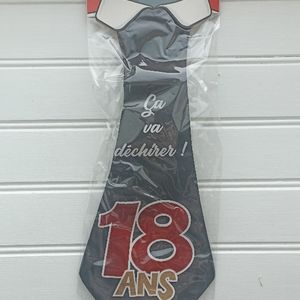 Ça
va
déchirer !
18
ANS